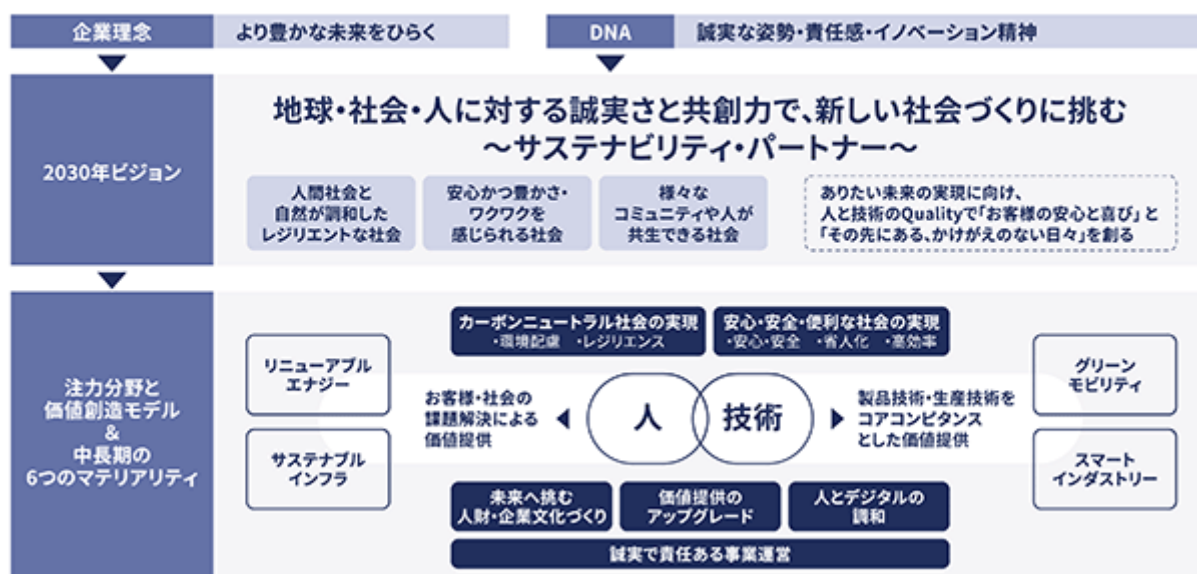 企業理念
より豊かな未来をひらく
DNA
誠実な姿勢・責任感・イノベーション精神
2030年ビジョン
地球・社会・人に対する誠実さと共創力で、新しい社会づくりに挑む
～サステナビリティ・パートナー～
人間社会と
自然が調和した
レジリエントな社会
安心かつ豊かさ・
ワクワクを
感じられる社会
様々な
コミュニティや人が
共生できる社会
ありたい未来の実現に向け、
人と技術のQualityで「お客様の安心と喜び」と
「その先にある、かけがえのない日々」を創る
注力分野と
価値創造モデル
&
中長期の
6つのマテリアリティ
リニューアブル
エナジー
サステナブル
インフラ
カーボンニュートラル社会の実現
・環境配慮 ・レジリエンス
安心・安全・便利な社会の実現
・安心・安全 ・省人化 ・高効率
お客様・社会の
課題解決による
価値提供
人
技術
製品技術・生産技術を
コアコンピタンス
とした価値提供
グリーン
モビリティ
スマート
インダストリー
未来へ挑む
人財・企業文化づくり
価値提供の
アップグレード
人とデジタルの
調和
誠実で責任ある事業運営